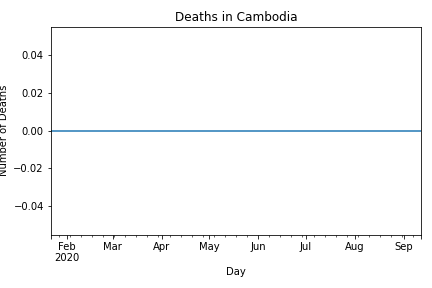 Deaths in Cambodia
0.04
0.02
0.00
−0.02
−0.04
Number of Deaths
Feb Mar Apr May Jun Jul Aug Sep
2020
Day